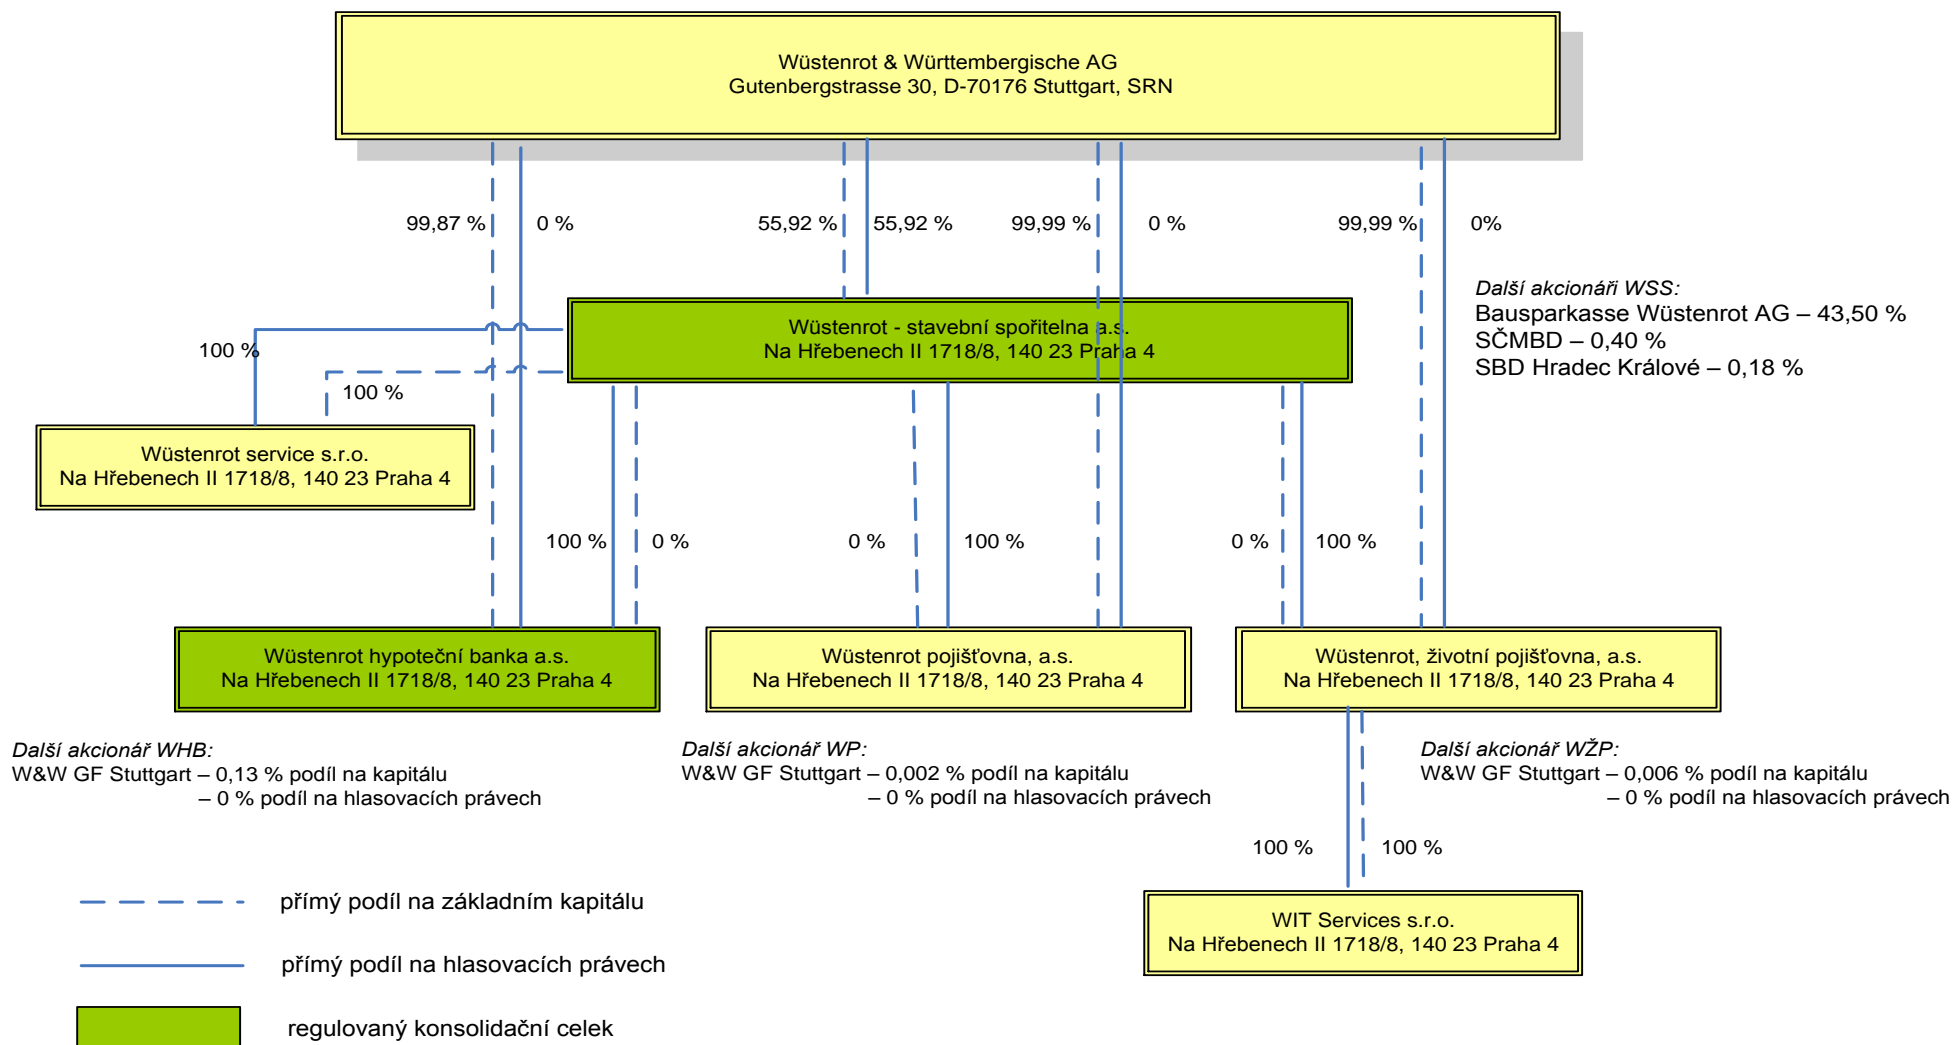 Wüstenrot & Württembergische AG
Gutenbergstrasse 30, D-70176 Stuttgart, SRN
99,87 %
0 %
55,92 %
55,92 %
99,99 %
0 %
99,99 %
0%
Další akcionáři WSS:
Bausparkasse Wüstenrot AG – 43,50 %
SČMBD – 0,40 %
SBD Hradec Králové – 0,18 %
Wüstenrot - stavební spořitelna a.s.
Na Hřebenech II 1718/8, 140 23 Praha 4
100 %
100 %
Wüstenrot service s.r.o.
Na Hřebenech II 1718/8, 140 23 Praha 4
100 %
0 %
0 %
100 %
0 %
100 %
Wüstenrot hypoteční banka a.s.
Na Hřebenech II 1718/8, 140 23 Praha 4
Wüstenrot pojišťovna, a.s.
Na Hřebenech II 1718/8, 140 23 Praha 4
Wüstenrot, životní pojišťovna, a.s.
Na Hřebenech II 1718/8, 140 23 Praha 4
Další akcionář WHB:
W&W GF Stuttgart – 0,13 % podíl na kapitálu
– 0 % podíl na hlasovacích právech
Další akcionář WP:
W&W GF Stuttgart – 0,002 % podíl na kapitálu
– 0 % podíl na hlasovacích právech
Další akcionář WŽP:
W&W GF Stuttgart – 0,006 % podíl na kapitálu
– 0 % podíl na hlasovacích právech
100 %
100 %
WIT Services s.r.o.
Na Hřebenech II 1718/8, 140 23 Praha 4
přímý podíl na základním kapitálu
přímý podíl na hlasovacích právech
regulovaný konsolidační celek